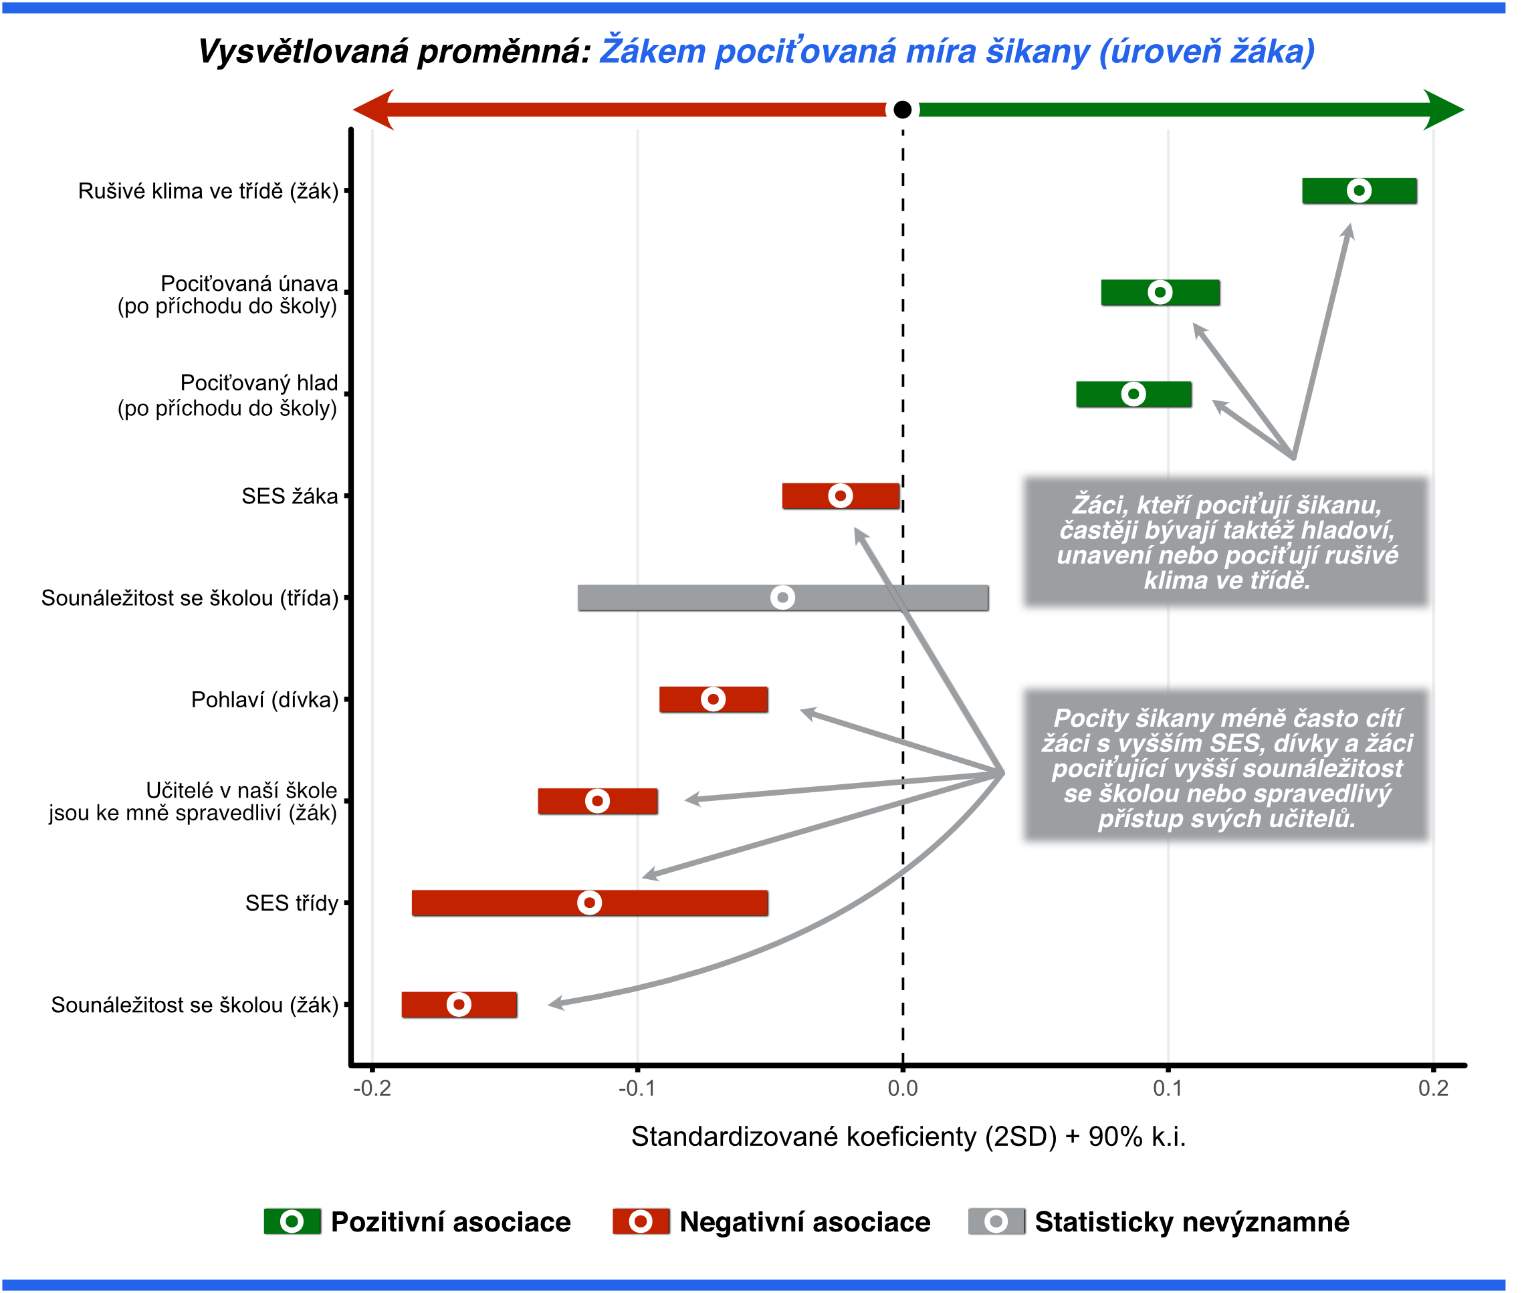 Vysvětlovaná proměnná: Žákem pociťovaná míra šikany (úroveň žáka)
Rušivé klima ve třídě (žák)
Pociťovaná únava
(po příchodu do školy)
Pociťovaný hlad
(po příchodu do školy)
SES žáka
Sounáležitost se školou (třída)
Pohlaví (dívka)
Učitelé v naší škole
jsou ke mně spravedliví (žák)
SES třídy
Sounáležitost se školou (žák)
Žáci, kteří pociťují šikanu,
častěji bývají taktéž hladoví,
unavení nebo pociťují rušivé
klima ve třídě.
Pocity šikany méně často cítí
žáci s vyšším SES, dívky a žáci
pociťující vyšší sounáležitost
se školou nebo spravedlivý
přístup svých učitelů.
-0.2
-0.1
0.0
0.1
0.2
Standardizované koeficienty (2SD) + 90% k.i.
Pozitivní asociace
Negativní asociace
Statisticky nevýznamné